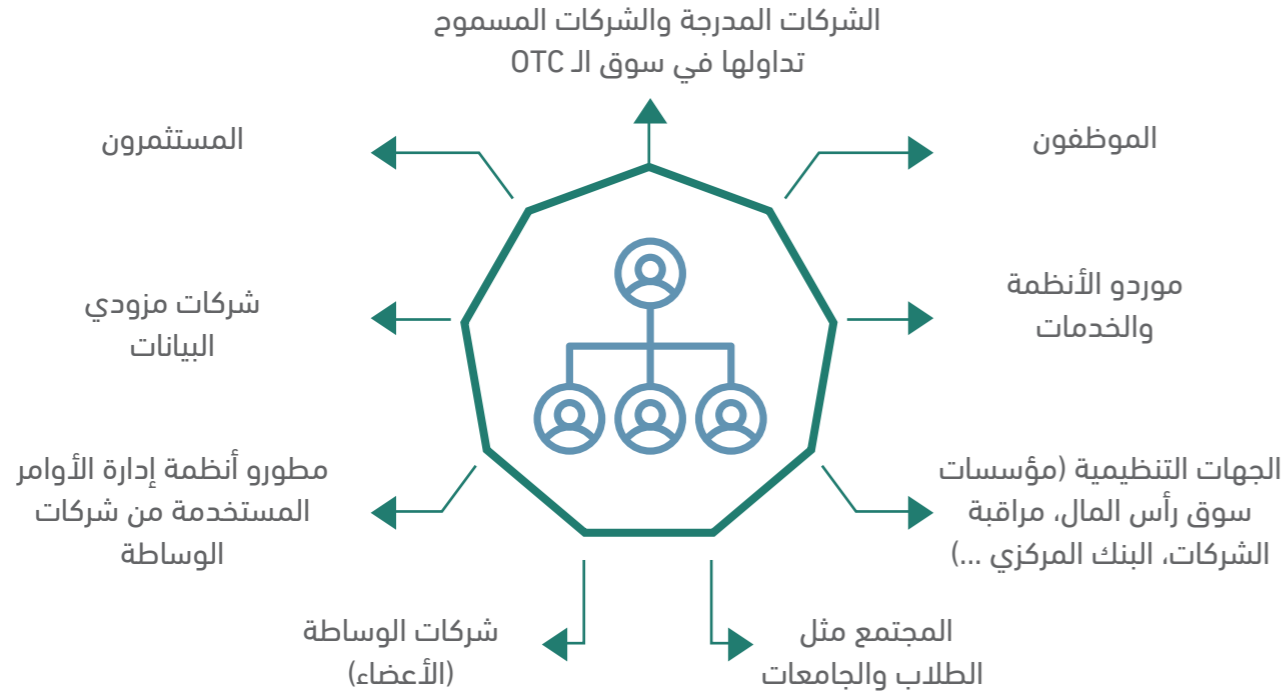 الشركات المدرجة والشركات المسموح
تداولها في سوق الـ OTC
الموظفون
المستثمرون
موردو الأنظمة
والخدمات
شركات مزودي
البيانات
الجهات التنظيمية (مؤسسات
سوق رأس المال، مراقبة
الشركات، البنك المركزي ...)
مطورو أنظمة إدارة الأوامر
المستخدمة من شركات
الوساطة
المجتمع مثل
الطلاب والجامعات
شركات الوساطة
(الأعضاء)